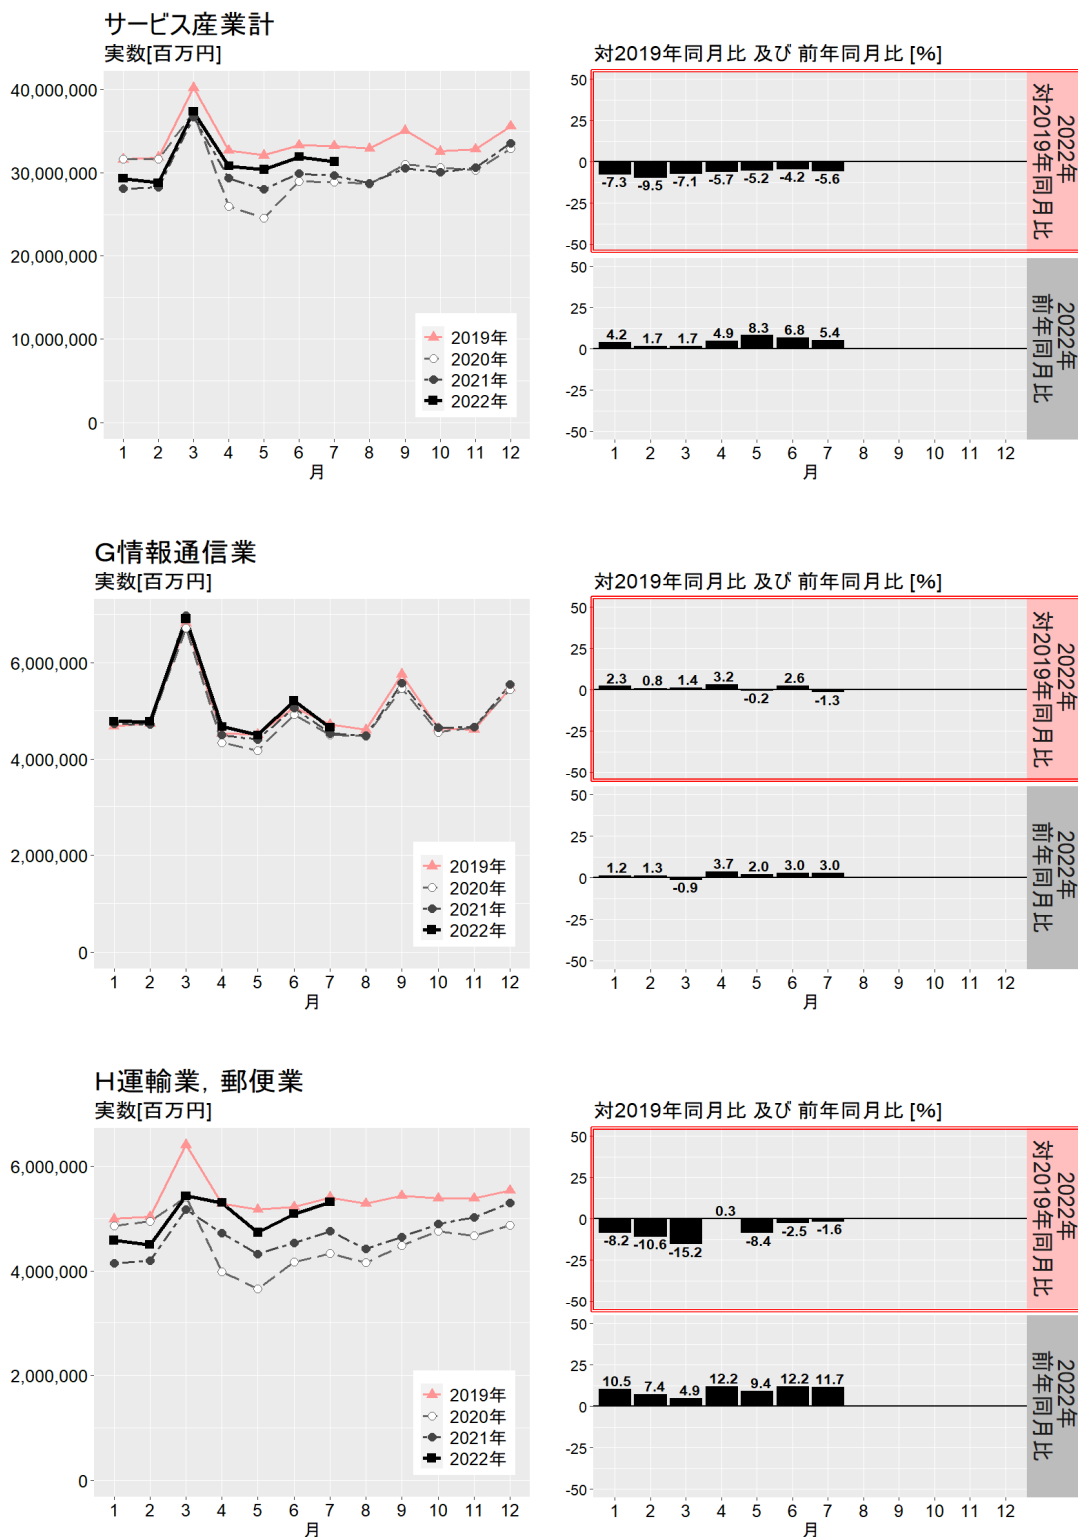 サービス産業計
実数[百万円]
40,000,000
30,000,000
20,000,000
10,000,000
0
1 2 3 4 5 6 7 8 9 10 11 12
月
2019年
2020年
2021年
2022年
対2019年同月比 及び 前年同月比 [%]
50
25
0
-25
-50
-7.3 -9.5 -7.1 -5.7 -5.2 -4.2 -5.6
2022年
対2019年同月比
50
25
0
-25
-50
4.2 1.7 1.7 4.9 8.3 6.8 5.4
2022年
前年同月比
1 2 3 4 5 6 7 8 9 10 11 12
月
G情報通信業
実数[百万円]
6,000,000
4,000,000
2,000,000
0
1 2 3 4 5 6 7 8 9 10 11 12
月
2019年
2020年
2021年
2022年
対2019年同月比 及び 前年同月比 [%]
50
25
0
-25
-50
2.3 0.8 1.4 3.2 -0.2 2.6 -1.3
2022年
対2019年同月比
50
25
0
-25
-50
1.2 1.3 -0.9 3.7 2.0 3.0 3.0
2022年
前年同月比
1 2 3 4 5 6 7 8 9 10 11 12
月
H運輸業，郵便業
実数[百万円]
6,000,000
4,000,000
2,000,000
0
1 2 3 4 5 6 7 8 9 10 11 12
月
2019年
2020年
2021年
2022年
対2019年同月比 及び 前年同月比 [%]
50
25
0
-25
-50
-8.2 -10.6 -15.2 0.3 -8.4 -2.5 -1.6
2022年
対2019年同月比
50
25
0
-25
-50
10.5 7.4 4.9 12.2 9.4 12.2 11.7
2022年
前年同月比
1 2 3 4 5 6 7 8 9 10 11 12
月